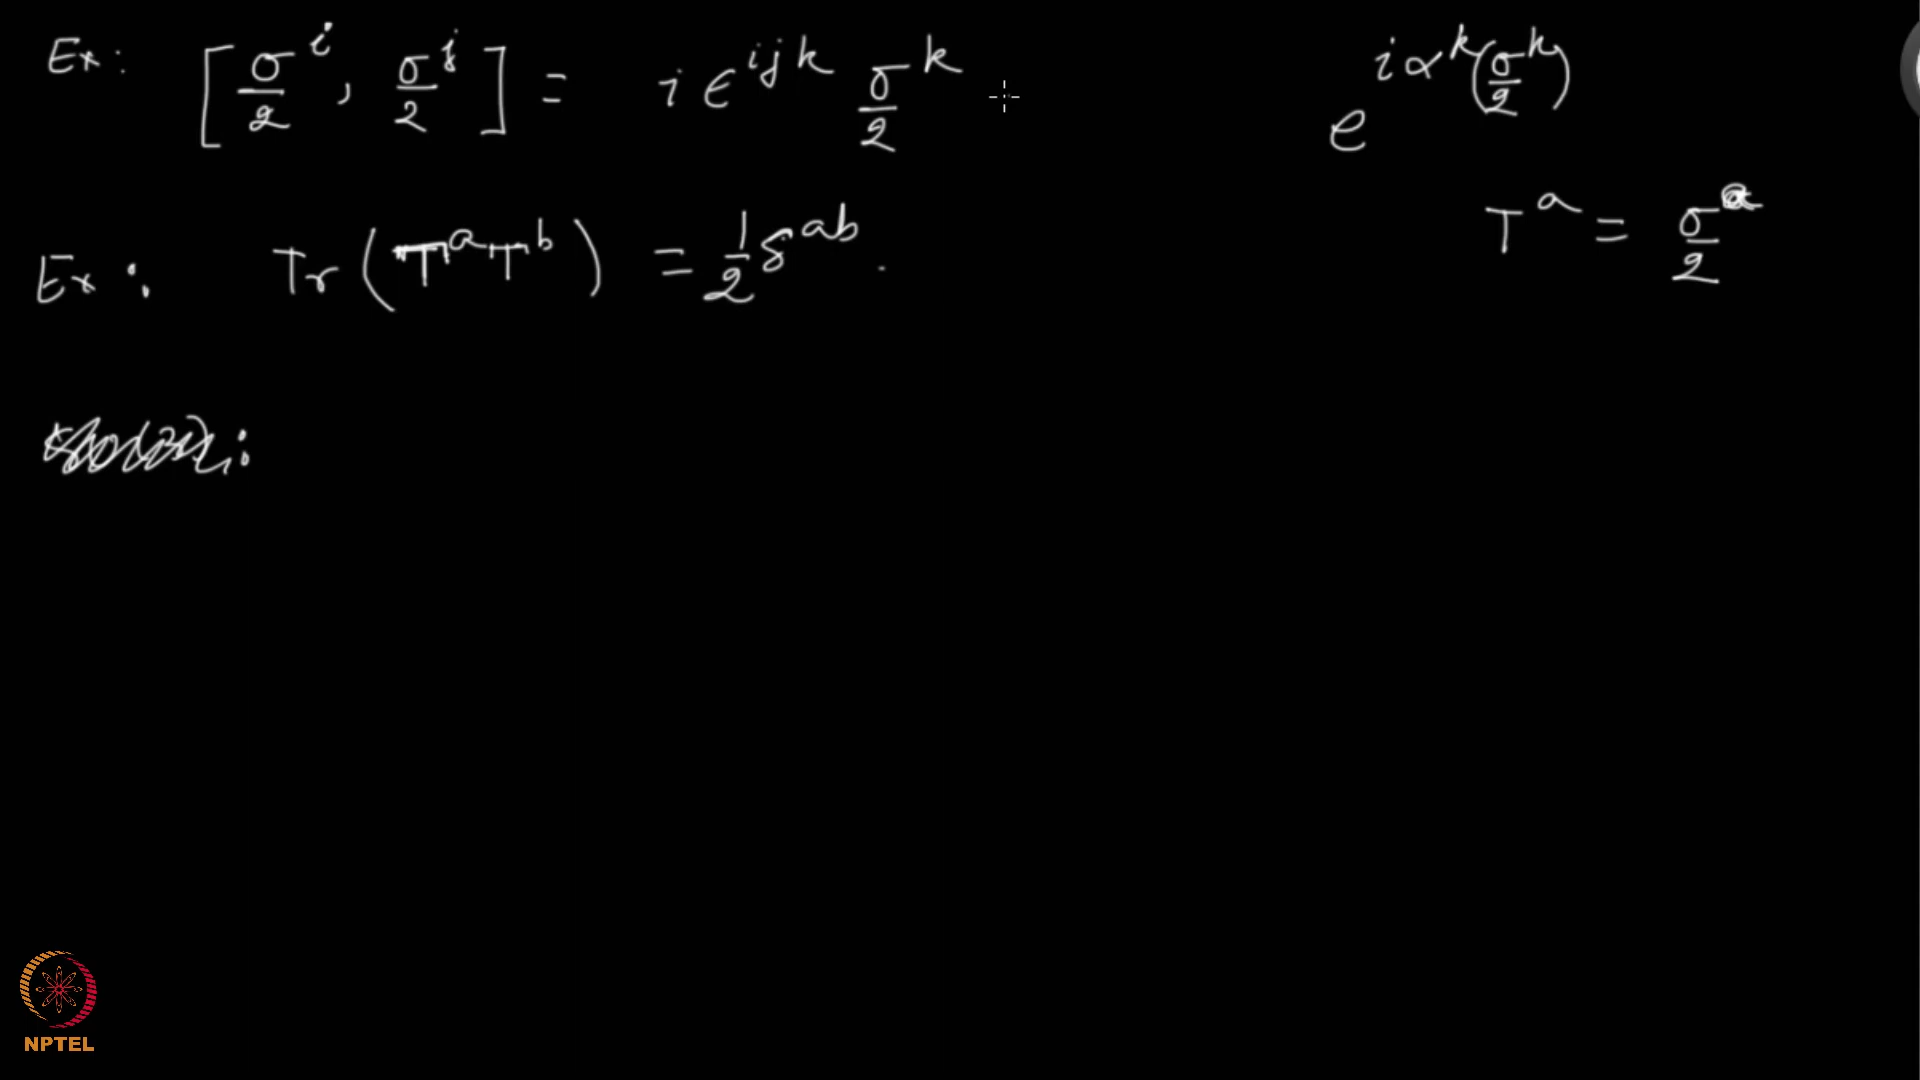 Ex: [σ^i/2, σ^j/2] = i ϵ^{ijk} σ^k/2
e^{iα^k(σ^k/2)}
T^a = σ^a/2
Ex: Tr(T^a T^b) = 1/2 δ^{ab}.
:
NPTEL